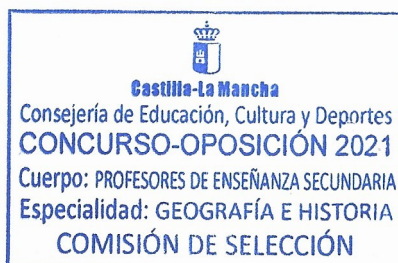 Castilla-La Mancha
Consejería de Educación, Cultura y Deportes
CONCURSO-OPOSICIÓN 2021
Cuerpo: PROFESORES DE ENSEÑANZA SECUNDARIA
Especialidad: GEOGRAFÍA E HISTORIA
COMISIÓN DE SELECCIÓN